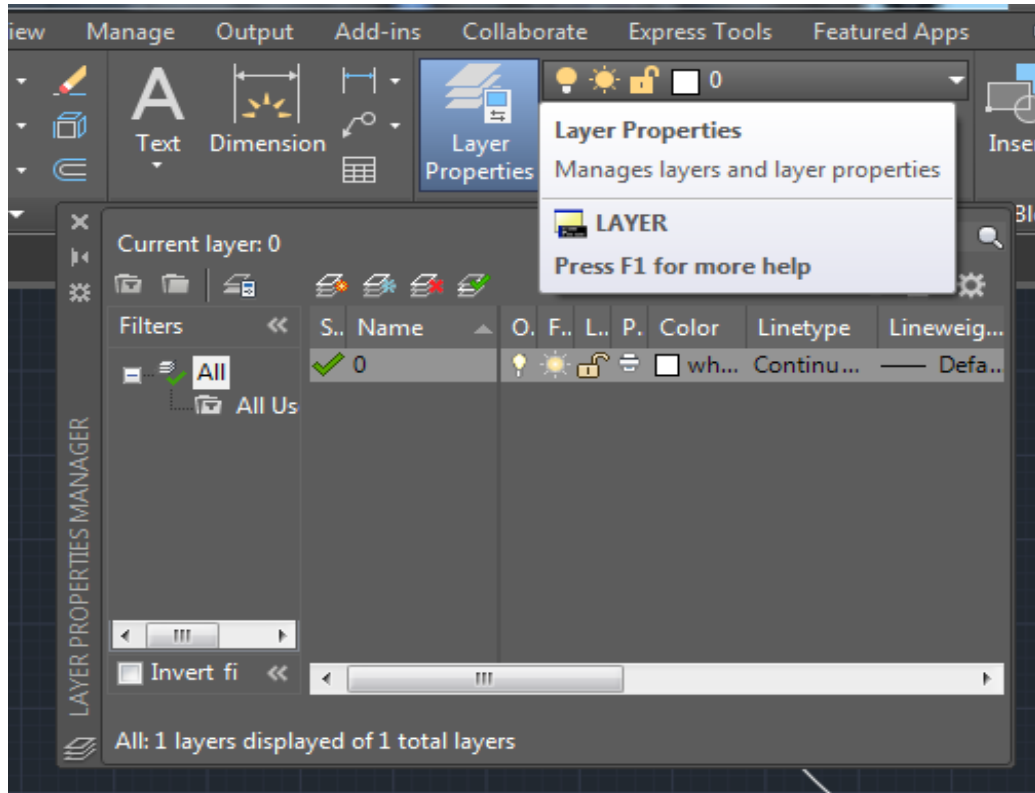 iew Manage Output Add-ins Collaborate Express Tools Featured Apps
0
Text Dimension Layer Properties Inser
Layer Properties
Manages layers and layer properties
LAYER
Press F1 for more help
Bl
Current layer: 0
Filters S.. Name O. F.. L.. P. Color Linetype Lineweig...
All 0 wh... Continu... Defa...
All Us
Invert fi
LAYER PROPERTIES MANAGER
All: 1 layers displayed of 1 total layers